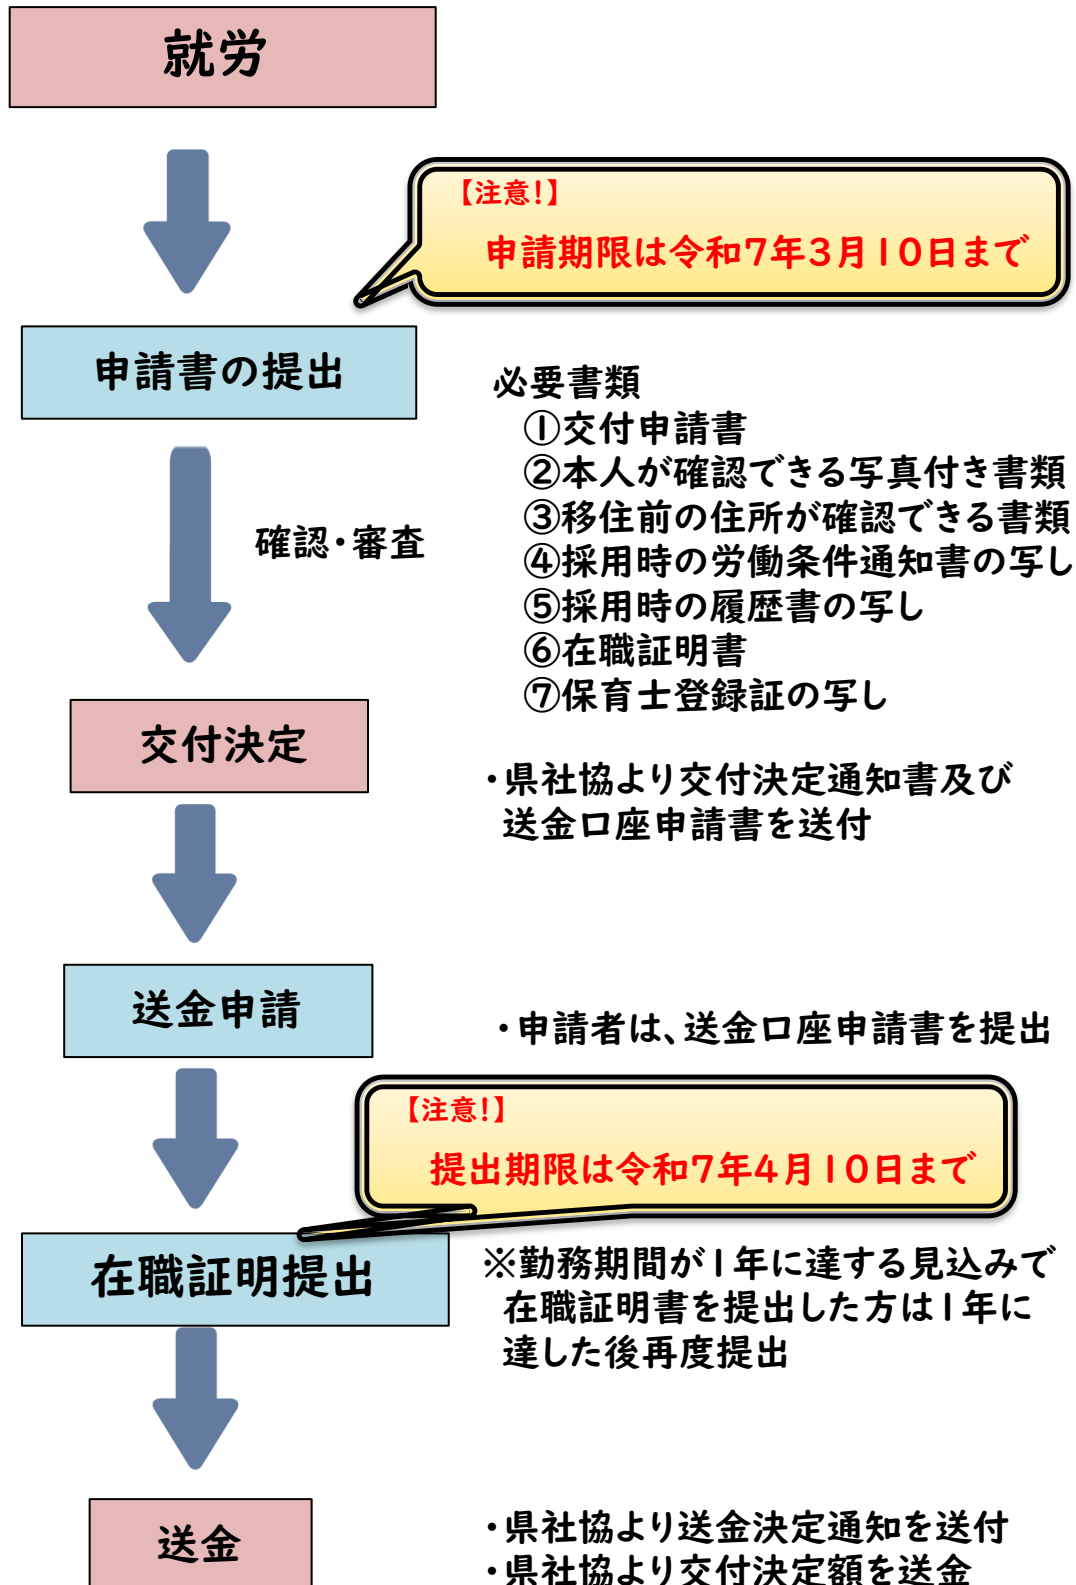 就労
【注意!】
申請期限は令和7年3月10日まで
申請書の提出
必要書類
①交付申請書
②本人が確認できる写真付き書類
③移住前の住所が確認できる書類
④採用時の労働条件通知書の写し
⑤採用時の履歴書の写し
⑥在職証明書
⑦保育士登録証の写し
確認・審査
交付決定
・県社協より交付決定通知書及び
送金口座申請書を送付
送金申請
・申請者は、送金口座申請書を提出
【注意!】
提出期限は令和7年4月10日まで
在職証明提出
※勤務期間が1年に達する見込みで
在職証明書を提出した方は1年に
達した後再度提出
送金
・県社協より送金決定通知を送付
・県社協より交付決定額を送金